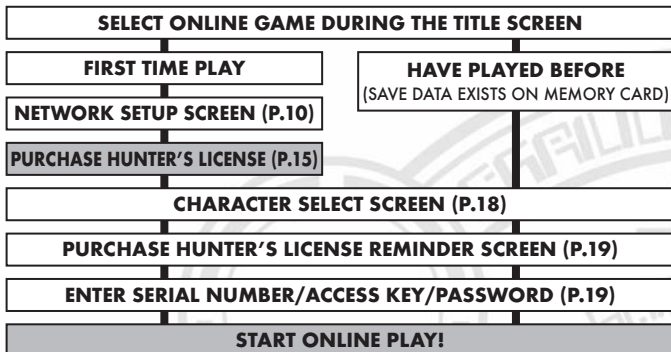 SELECT ONLINE GAME DURING THE TITLE SCREEN
FIRST TIME PLAY
NETWORK SETUP SCREEN (P.10)
PURCHASE HUNTER'S LICENSE (P.15)
HAVE PLAYED BEFORE
(SAVE DATA EXISTS ON MEMORY CARD)
CHARACTER SELECT SCREEN (P.18)
PURCHASE HUNTER'S LICENSE REMINDER SCREEN (P.19)
ENTER SERIAL NUMBER/ACCESS KEY/PASSWORD (P.19)
START ONLINE PLAY!